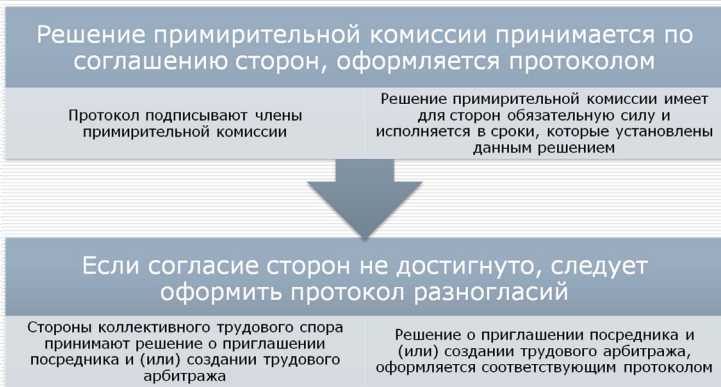 Решение примирительной комиссии принимается по
соглашению сторон, оформляется протоколом
Протокол подписывают члены
примирительной комиссии
Решение примирительной комиссии имеет
для сторон обязательную силу и
исполняется в сроки, которые установлены
данным решением
Если согласие сторон не достигнуто, следует
оформить протокол разногласий
Стороны коллективного трудового спора
принимают решение о приглашении
посредника и (или) создании трудового
арбитража
Решение о приглашении посредника и
(или) создании трудового арбитража,
оформляется соответствующим протоколом